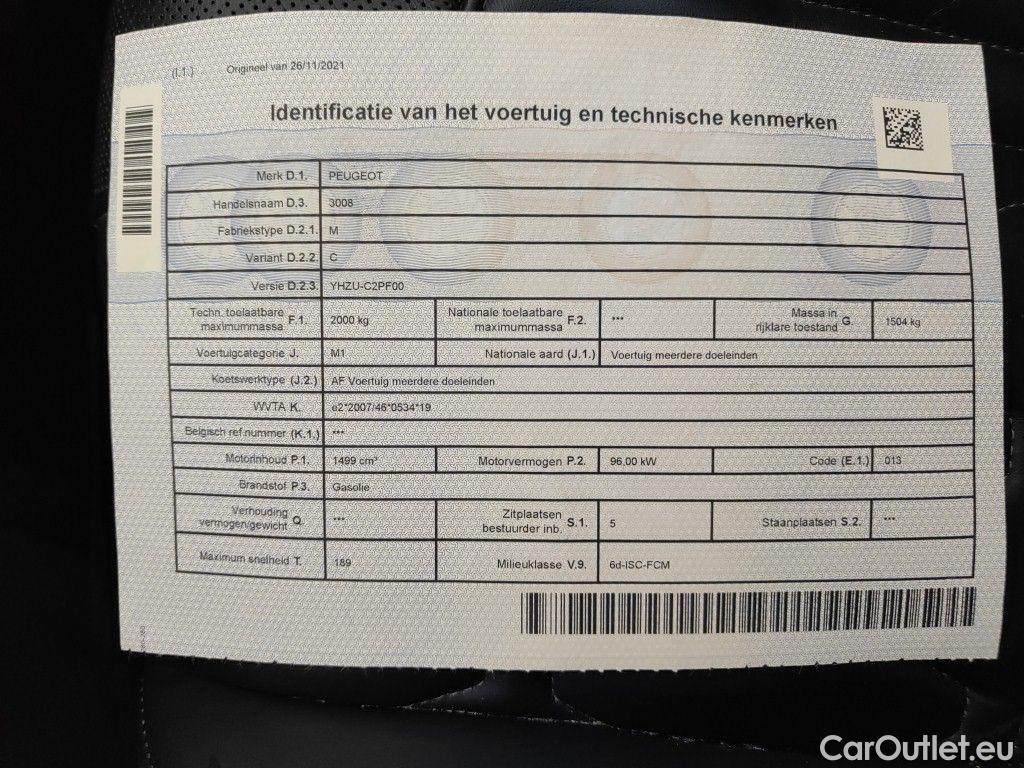 (I.1.) Origineel van 26/11/2021
Identificatie van het voertuig en technische kenmerken
Merk D.1. PEUGEOT
Handelsnaam D.3. 3008
Fabriekstype D.2.1. M
Variant D.2.2. C
Versie D.2.3. YHZU-C2PF00
Techn. toelaatbare maximummassa F.1. 2000 kg Nationale toelaatbare maximummassa F.2. *** Massa in rijklare toestand G. 1504 kg
Voertuigcategorie J. M1 Nationale aard (J.1.) Voertuig meerdere doeleinden
Koetswerktype (J.2.) AF Voertuig meerdere doeleinden
WVTA K. e2*2007/46*0534*19
Belgisch ref.nummer (K.1.) ***
Motorinhoud P.1. 1499 cm³ Motorvermogen P.2. 96,00 kW Code (E.1.) 013
Brandstof P.3. Gasolie
Verhouding vermogen/gewicht Q. *** Zitplaatsen bestuurder inb. S.1. 5 Staanplaatsen S.2. ***
Maximum snelheid T. 189 Milieuklasse V.9. 6d-ISC-FCM
CarOutlet.eu